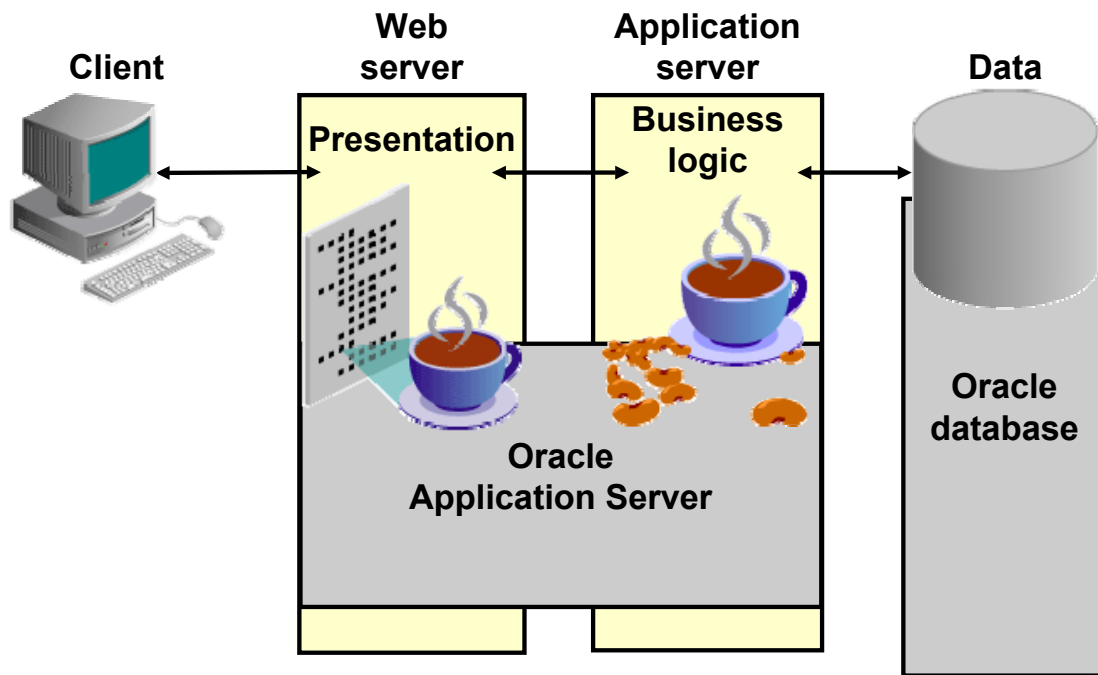 Client
Web
server
Application
server
Data
Presentation
Business
logic
Oracle
database
Oracle
Application Server